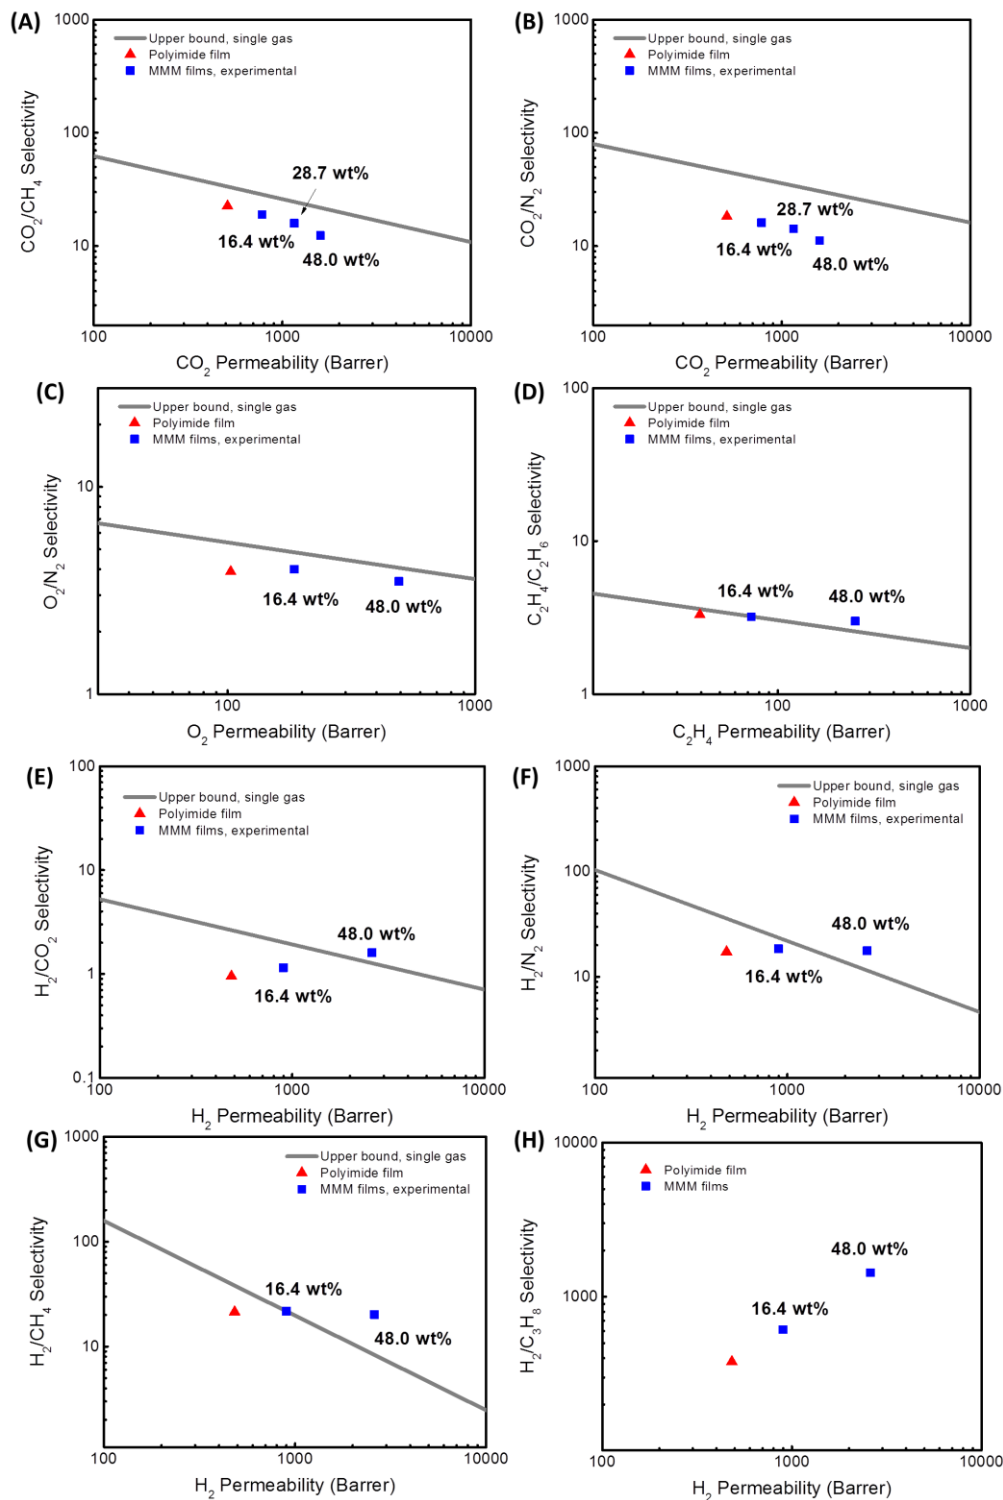 (A)
1000
100
10
100
1000
10000
CO₂/CH₄ Selectivity
CO₂ Permeability (Barrer)
Upper bound, single gas
Polyimide film
MMM films, experimental
28.7 wt%
16.4 wt%
48.0 wt%
(B)
1000
100
10
100
1000
10000
CO₂/N₂ Selectivity
CO₂ Permeability (Barrer)
Upper bound, single gas
Polyimide film
MMM films, experimental
28.7 wt%
16.4 wt%
48.0 wt%
(C)
10
1
100
1000
O₂/N₂ Selectivity
O₂ Permeability (Barrer)
Upper bound, single gas
Polyimide film
MMM films, experimental
16.4 wt%
48.0 wt%
(D)
100
10
1
100
1000
C₂H₄/C₂H₆ Selectivity
C₂H₄ Permeability (Barrer)
Upper bound, single gas
Polyimide film
MMM films, experimental
16.4 wt%
48.0 wt%
(E)
100
10
1
0.1
100
1000
10000
H₂/CO₂ Selectivity
H₂ Permeability (Barrer)
Upper bound, single gas
Polyimide film
MMM films, experimental
48.0 wt%
16.4 wt%
(F)
1000
100
10
100
1000
10000
H₂/N₂ Selectivity
H₂ Permeability (Barrer)
Upper bound, single gas
Polyimide film
MMM films, experimental
48.0 wt%
16.4 wt%
(G)
1000
100
10
100
1000
10000
H₂/CH₄ Selectivity
H₂ Permeability (Barrer)
Upper bound, single gas
Polyimide film
MMM films, experimental
16.4 wt%
48.0 wt%
(H)
10000
1000
100
1000
10000
H₂/C₃H₈ Selectivity
H₂ Permeability (Barrer)
Polyimide film
MMM films
48.0 wt%
16.4 wt%